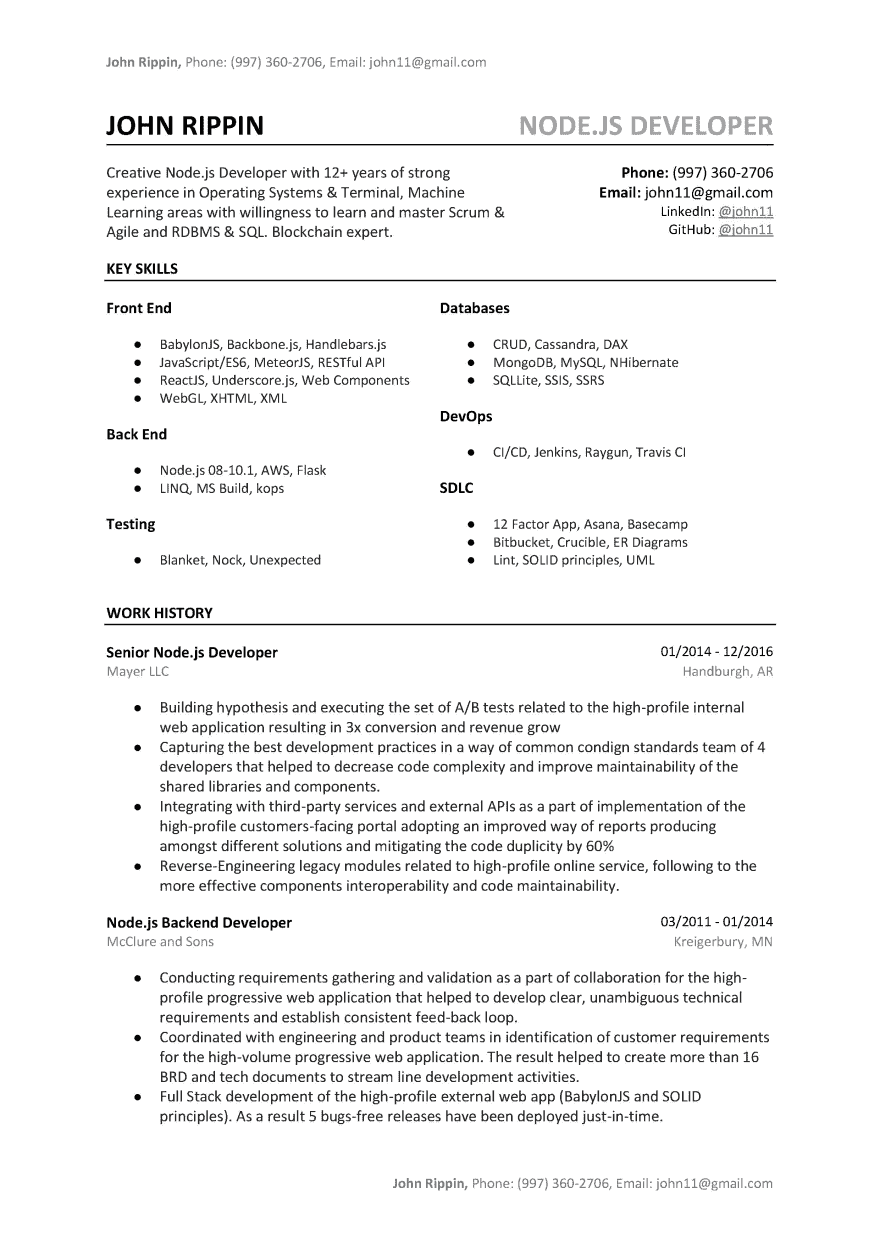 John Rippin, Phone: (997) 360-2706, Email: john11@gmail.com
JOHN RIPPIN
NODE.JS DEVELOPER
Creative Node.js Developer with 12+ years of strong
experience in Operating Systems & Terminal, Machine
Learning areas with willingness to learn and master Scrum &
Agile and RDBMS & SQL. Blockchain expert.
Phone: (997) 360-2706
Email: john11@gmail.com
LinkedIn: @john11
GitHub: @john11
KEY SKILLS
Front End
● BabylonJS, Backbone.js, Handlebars.js
● JavaScript/ES6, MeteorJS, RESTful API
● ReactJS, Underscore.js, Web Components
● WebGL, XHTML, XML
Back End
● Node.js 08-10.1, AWS, Flask
● LINQ, MS Build, kops
Testing
● Blanket, Nock, Unexpected
Databases
● CRUD, Cassandra, DAX
● MongoDB, MySQL, NHibernate
● SQLLite, SSIS, SSRS
DevOps
● CI/CD, Jenkins, Raygun, Travis CI
SDLC
● 12 Factor App, Asana, Basecamp
● Bitbucket, Crucible, ER Diagrams
● Lint, SOLID principles, UML
WORK HISTORY
Senior Node.js Developer
01/2014 - 12/2016
Mayer LLC
Handburgh, AR
● Building hypothesis and executing the set of A/B tests related to the high-profile internal
web application resulting in 3x conversion and revenue grow
● Capturing the best development practices in a way of common condign standards team of 4
developers that helped to decrease code complexity and improve maintainability of the
shared libraries and components.
● Integrating with third-party services and external APIs as a part of implementation of the
high-profile customers-facing portal adopting an improved way of reports producing
amongst different solutions and mitigating the code duplicity by 60%
● Reverse-Engineering legacy modules related to high-profile online service, following to the
more effective components interoperability and code maintainability.
Node.js Backend Developer
03/2011 - 01/2014
McClure and Sons
Kreigerbury, MN
● Conducting requirements gathering and validation as a part of collaboration for the high-
profile progressive web application that helped to develop clear, unambiguous technical
requirements and establish consistent feed-back loop.
● Coordinated with engineering and product teams in identification of customer requirements
for the high-volume progressive web application. The result helped to create more than 16
BRD and tech documents to stream line development activities.
● Full Stack development of the high-profile external web app (BabylonJS and SOLID
principles). As a result 5 bugs-free releases have been deployed just-in-time.
John Rippin, Phone: (997) 360-2706, Email: john11@gmail.com